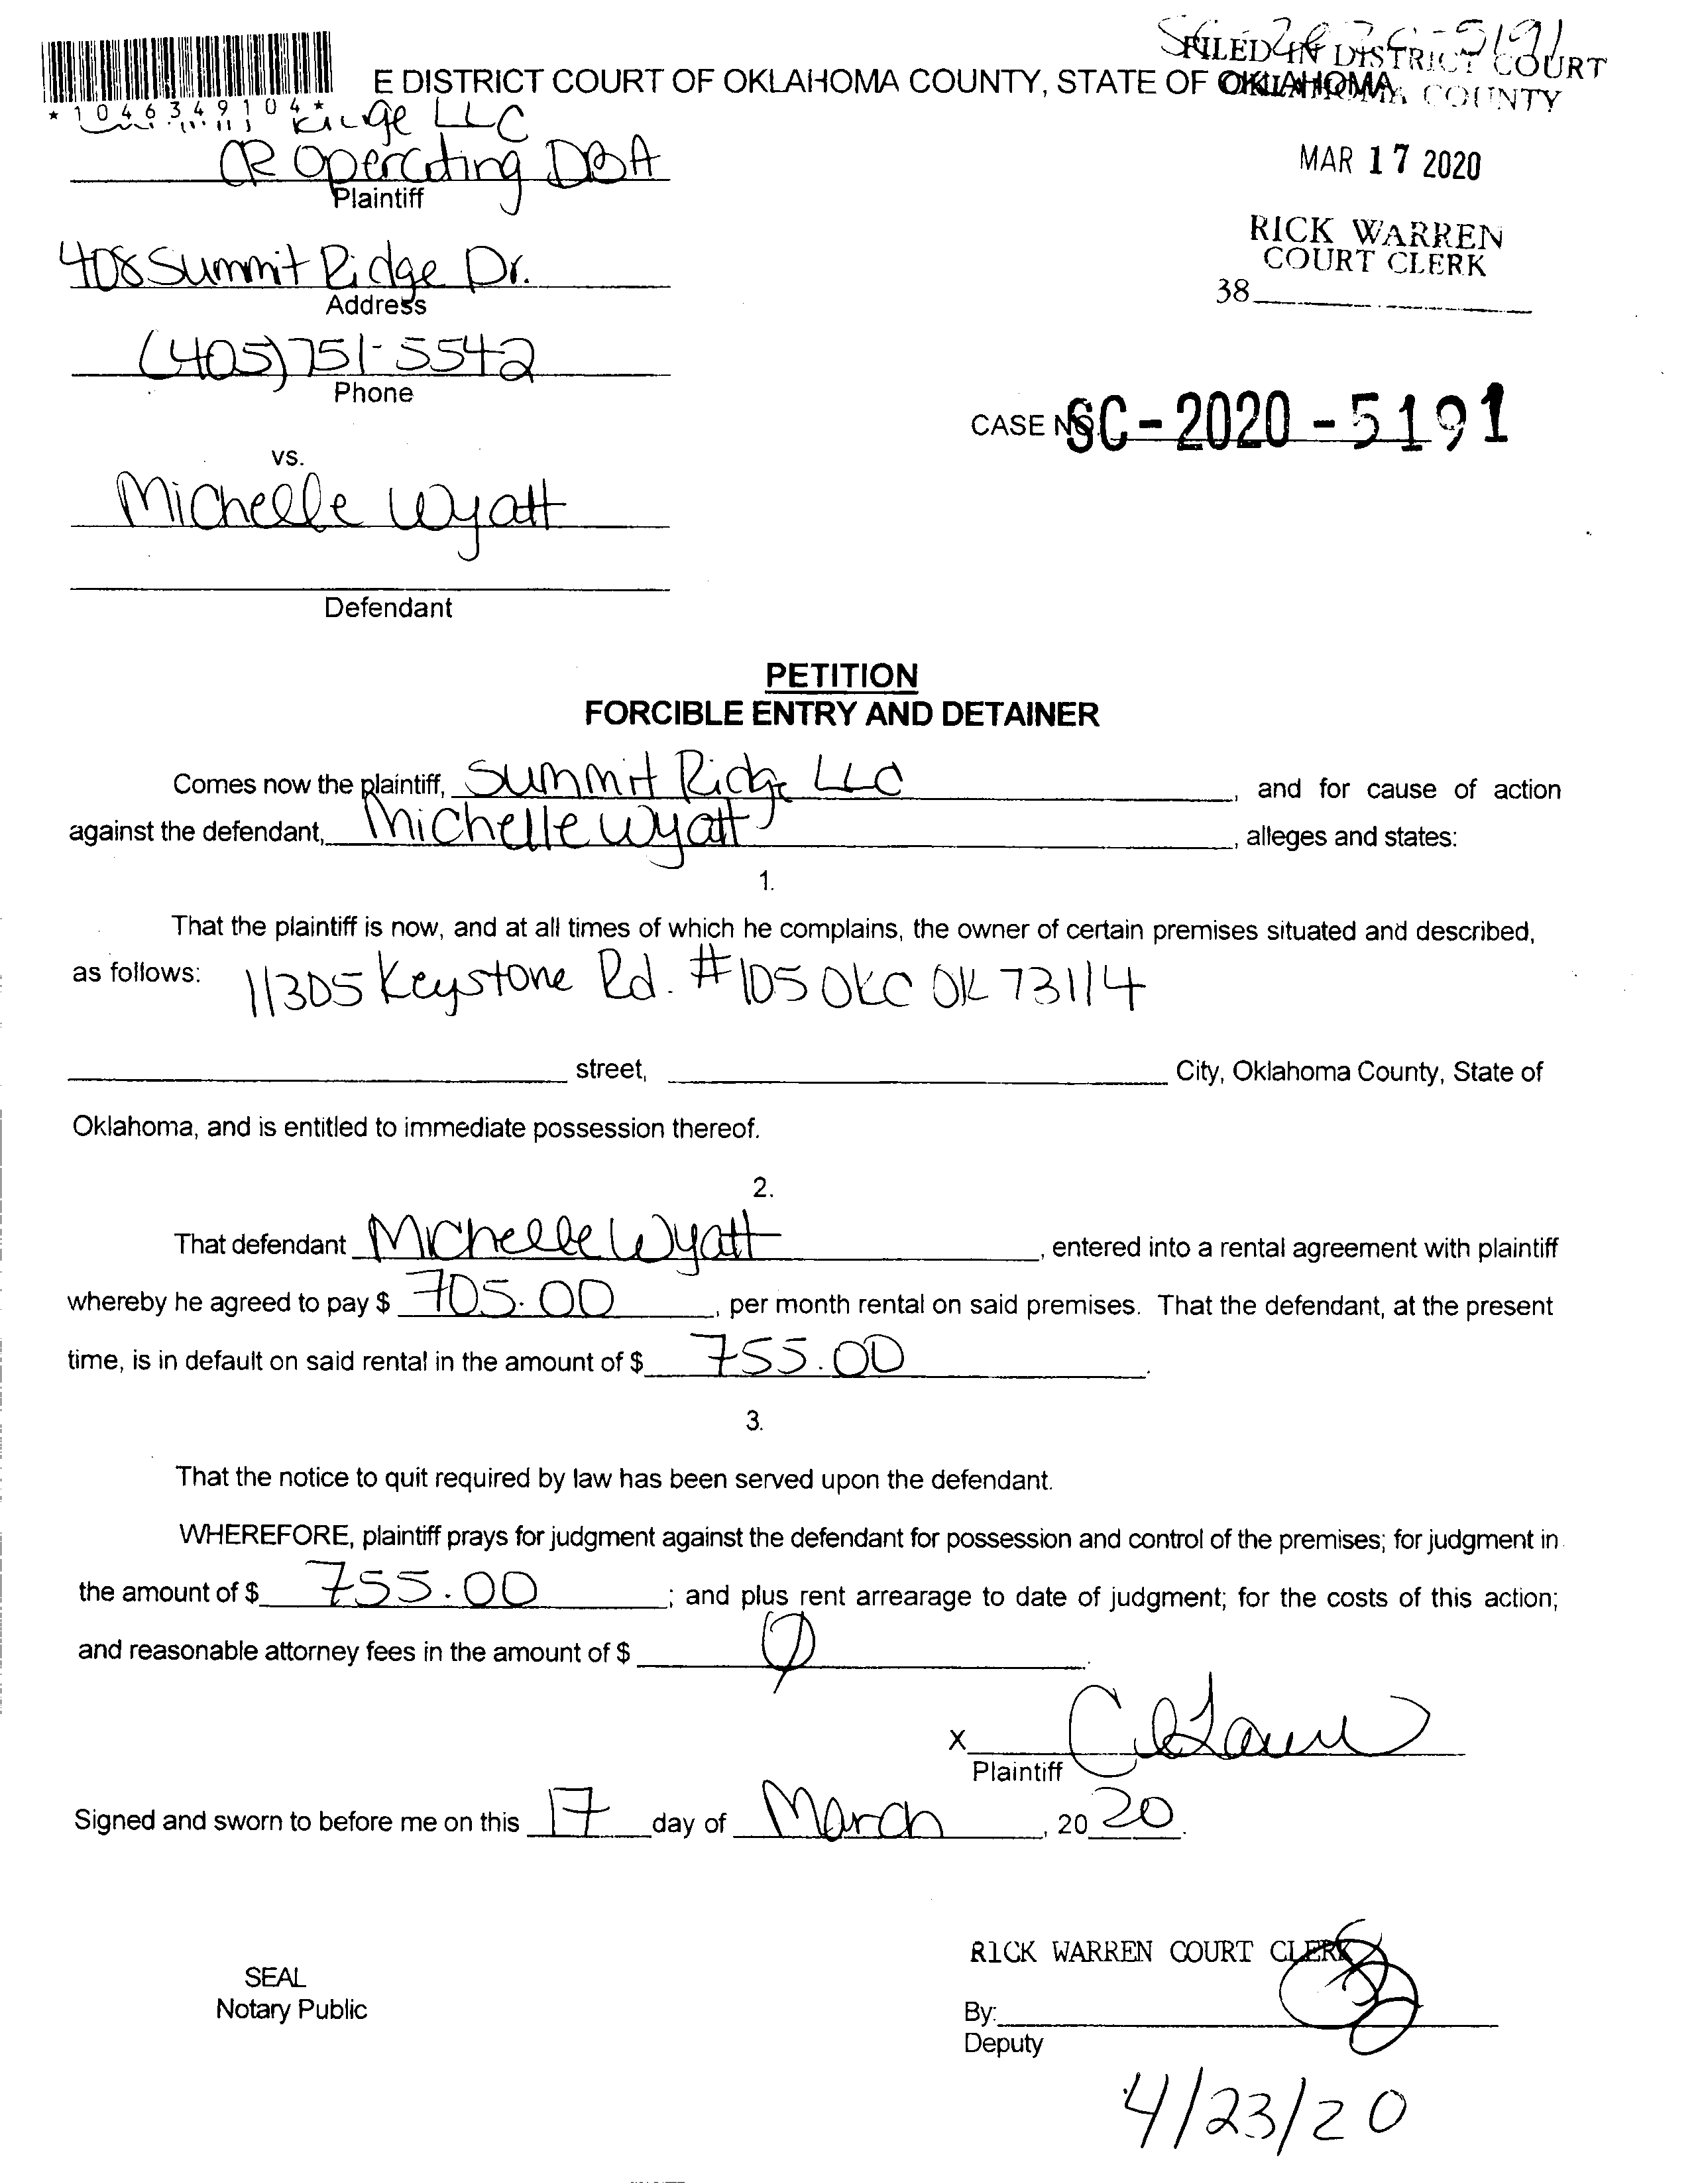 SC-2020-5191
FILED IN DISTRICT COURT
E DISTRICT COURT OF OKLAHOMA COUNTY, STATE OF OKLAHOMA
OKLAHOMA COUNTY
*1046349104*
Ridge LLC
CR Operating DBA
Plaintiff
MAR 17 2020
RICK WARREN
COURT CLERK
38
408 Summit Ridge Dr.
Address
(405) 751-5542
Phone
CASE NO. SC-2020-5191
vs.
Michelle Wyatt
Defendant
PETITION
FORCIBLE ENTRY AND DETAINER
Comes now the plaintiff, Summit Ridge LLC, and for cause of action
against the defendant, Michelle Wyatt, alleges and states:
1.
That the plaintiff is now, and at all times of which he complains, the owner of certain premises situated and described,
as follows: 11305 Keystone Rd. #105 OKC OK 73114
street, City, Oklahoma County, State of
Oklahoma, and is entitled to immediate possession thereof.
2.
That defendant Michelle Wyatt, entered into a rental agreement with plaintiff
whereby he agreed to pay $ 705.00, per month rental on said premises. That the defendant, at the present
time, is in default on said rental in the amount of $ 755.00.
3.
That the notice to quit required by law has been served upon the defendant.
WHEREFORE, plaintiff prays for judgment against the defendant for possession and control of the premises; for judgment in
the amount of $ 755.00; and plus rent arrearage to date of judgment; for the costs of this action;
and reasonable attorney fees in the amount of $ 0.
X
Plaintiff
Signed and sworn to before me on this 17 day of March, 20 20.
RICK WARREN COURT CLERK
SEAL
Notary Public
By:
Deputy
4/23/20